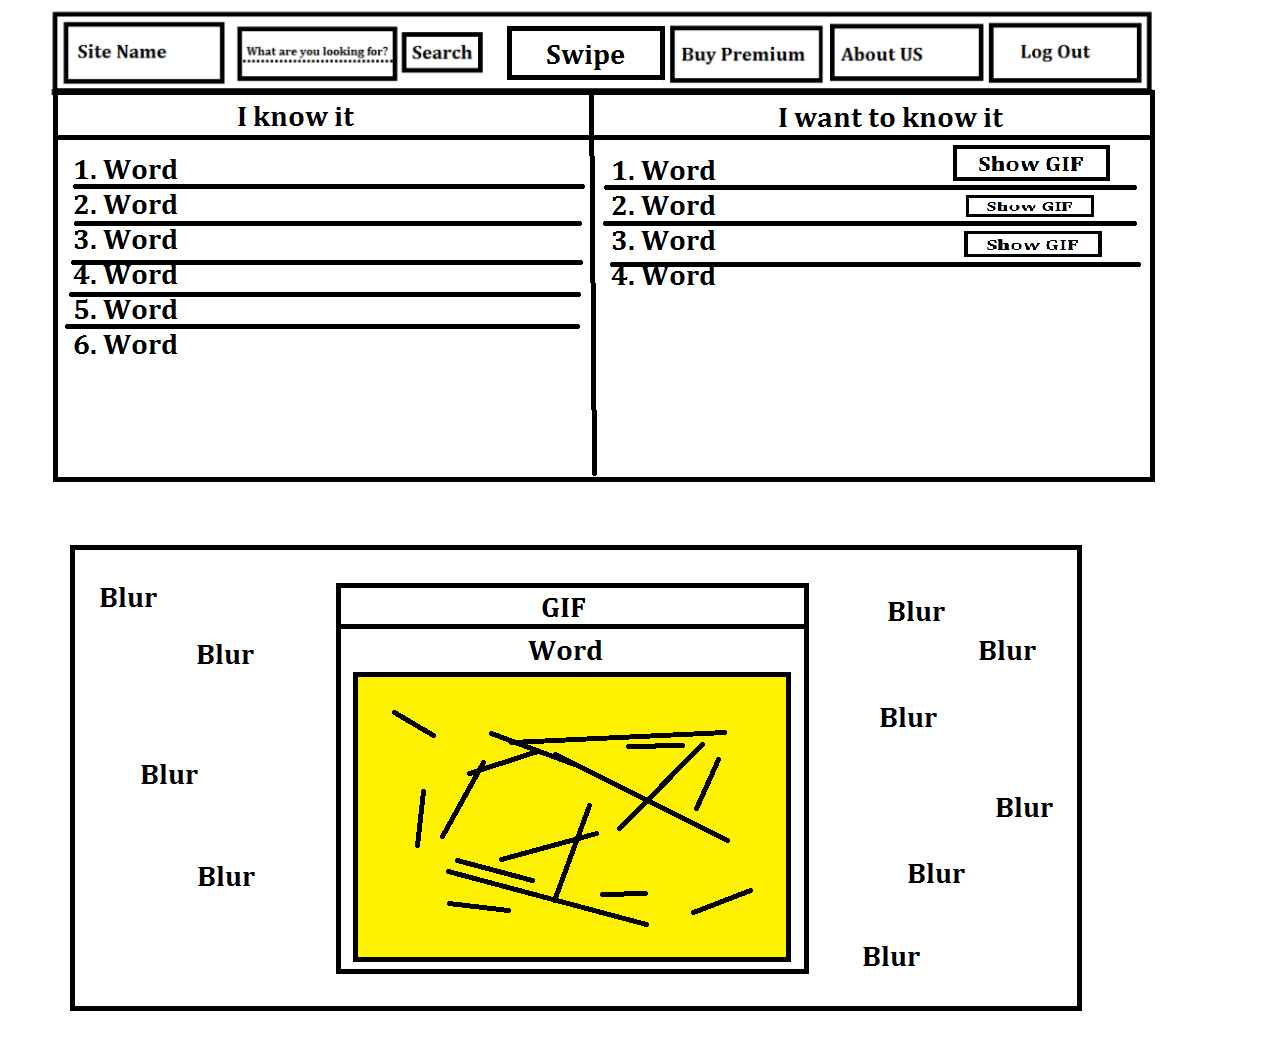 Site Name
What are you looking for?
Search
Swipe
Buy Premium
About US
Log Out
I know it
1. Word
2. Word
3. Word
4. Word
5. Word
6. Word
I want to know it
1. Word Show GIF
2. Word Show GIF
3. Word Show GIF
4. Word
GIF
Word
Blur
Blur
Blur
Blur
Blur
Blur
Blur
Blur
Blur
Blur